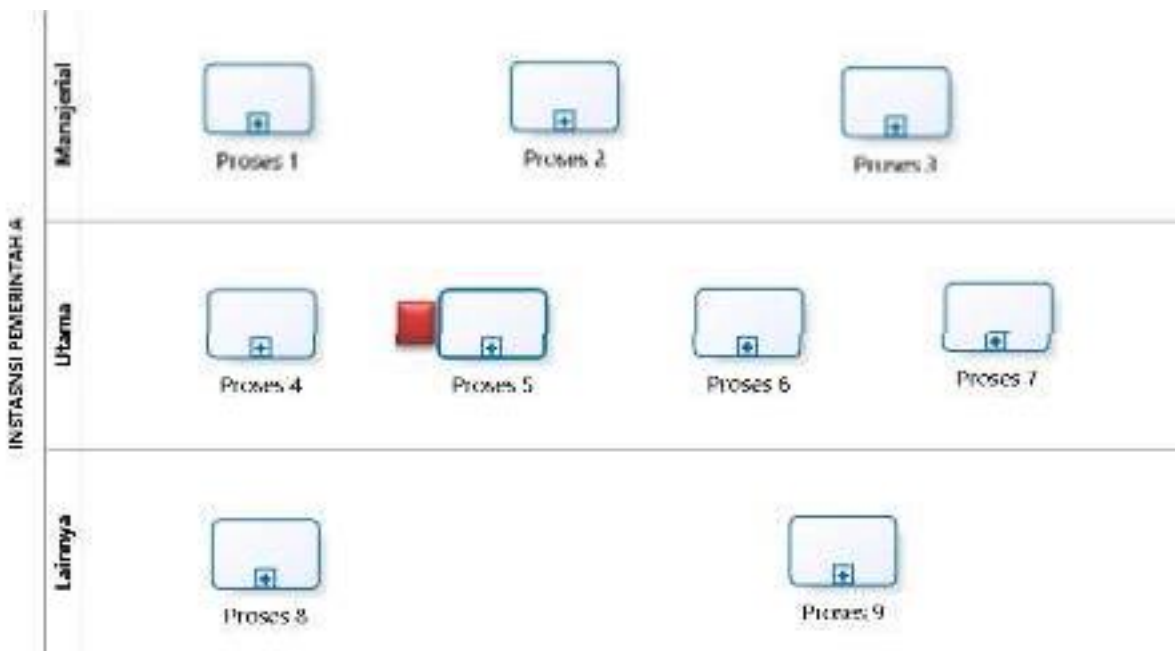 INSTASNSI PEMERINTAH A
Manajerial
Proses 1
Proses 2
Proses 3
Utama
Proses 4
Proses 5
Proses 6
Proses 7
Lainnya
Proses 8
Proses 9